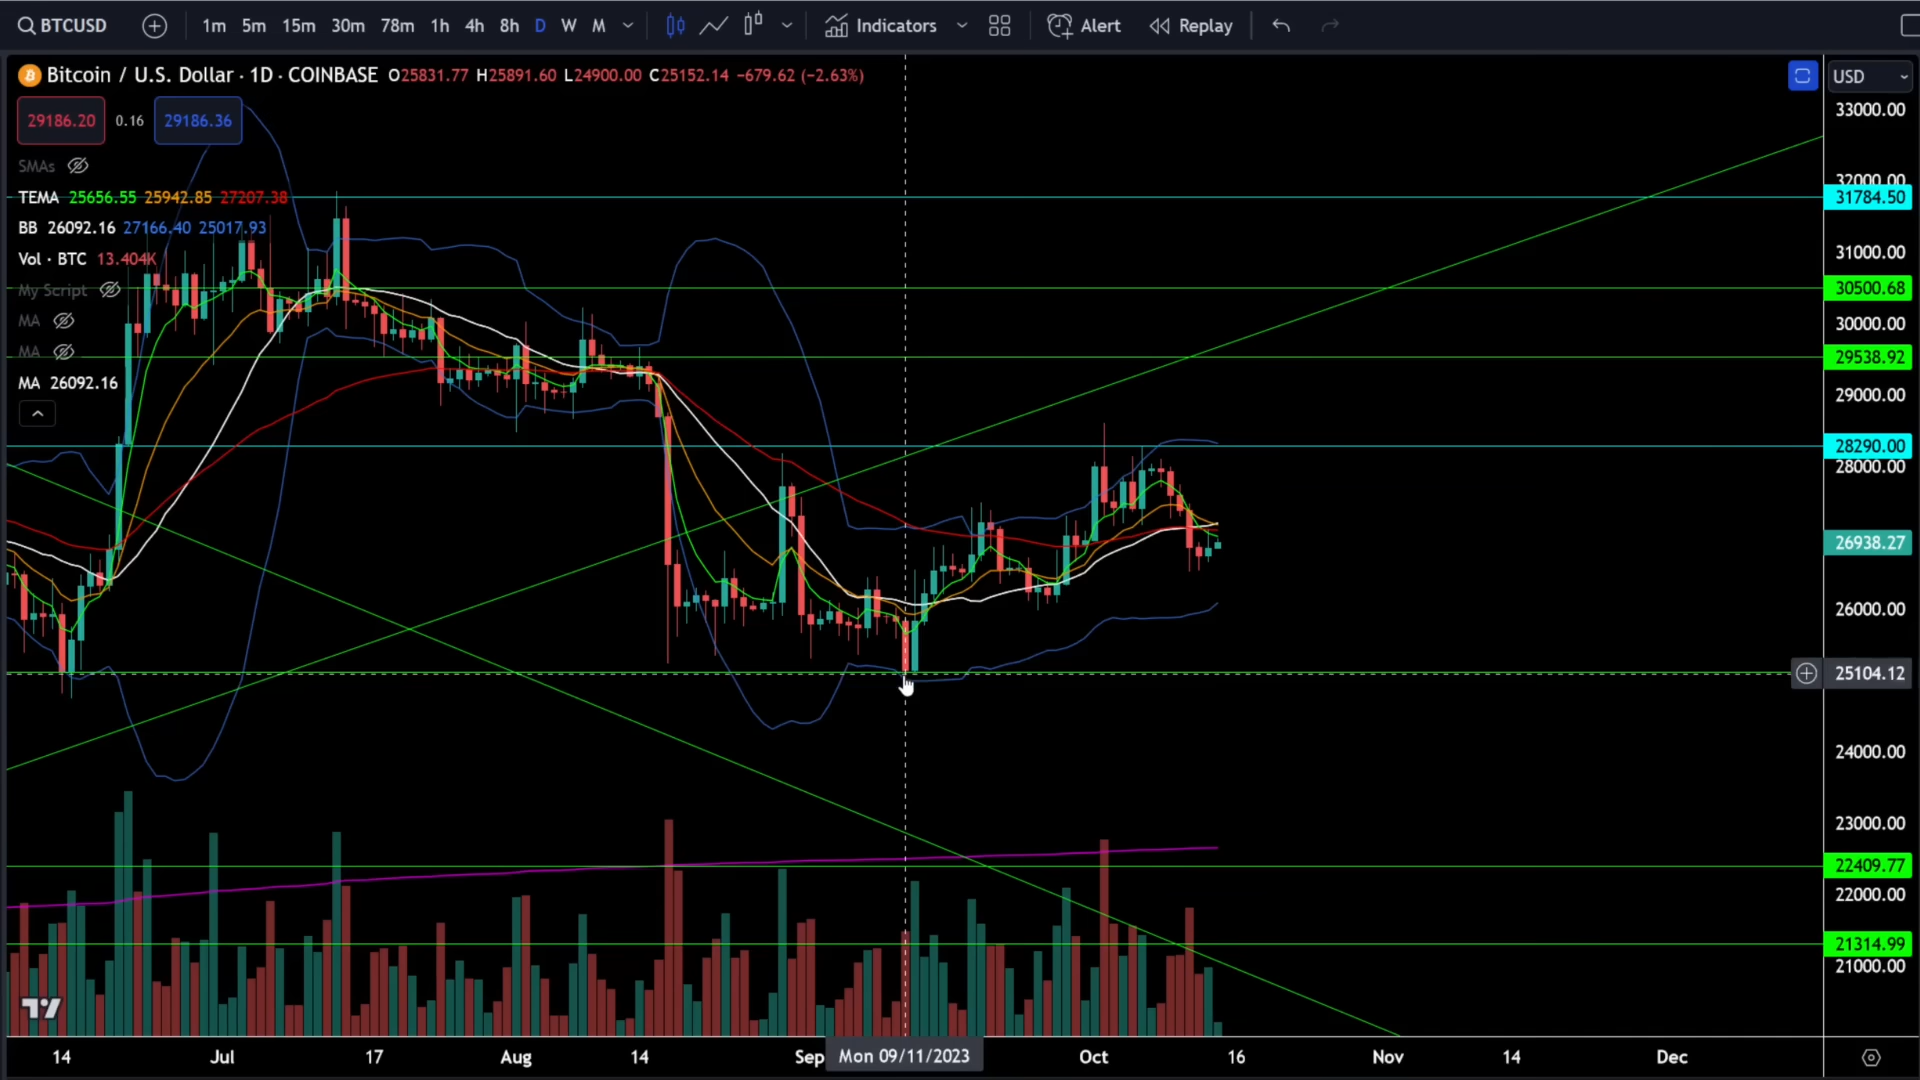 BTCUSD 1m 5m 15m 30m 78m 1h 4h 8h D W M Indicators Alert Replay
Bitcoin / U.S. Dollar · 1D · COINBASE O25831.77 H25891.60 L24900.00 C25152.14 −679.62 (−2.63%)
USD
29186.20 0.16 29186.36
SMAs
TEMA 25656.55 25942.85 27207.38
BB 26092.16 27166.40 25017.93
Vol · BTC 13.404K
My Script
MA
MA
MA 26092.16
33000.00
32000.00
31784.50
31000.00
30500.68
30000.00
29538.92
29000.00
28290.00
28000.00
26938.27
26000.00
25104.12
24000.00
23000.00
22409.77
22000.00
21314.99
21000.00
14 Jul 17 Aug 14 Sep Mon 09/11/2023 Oct 16 Nov 14 Dec